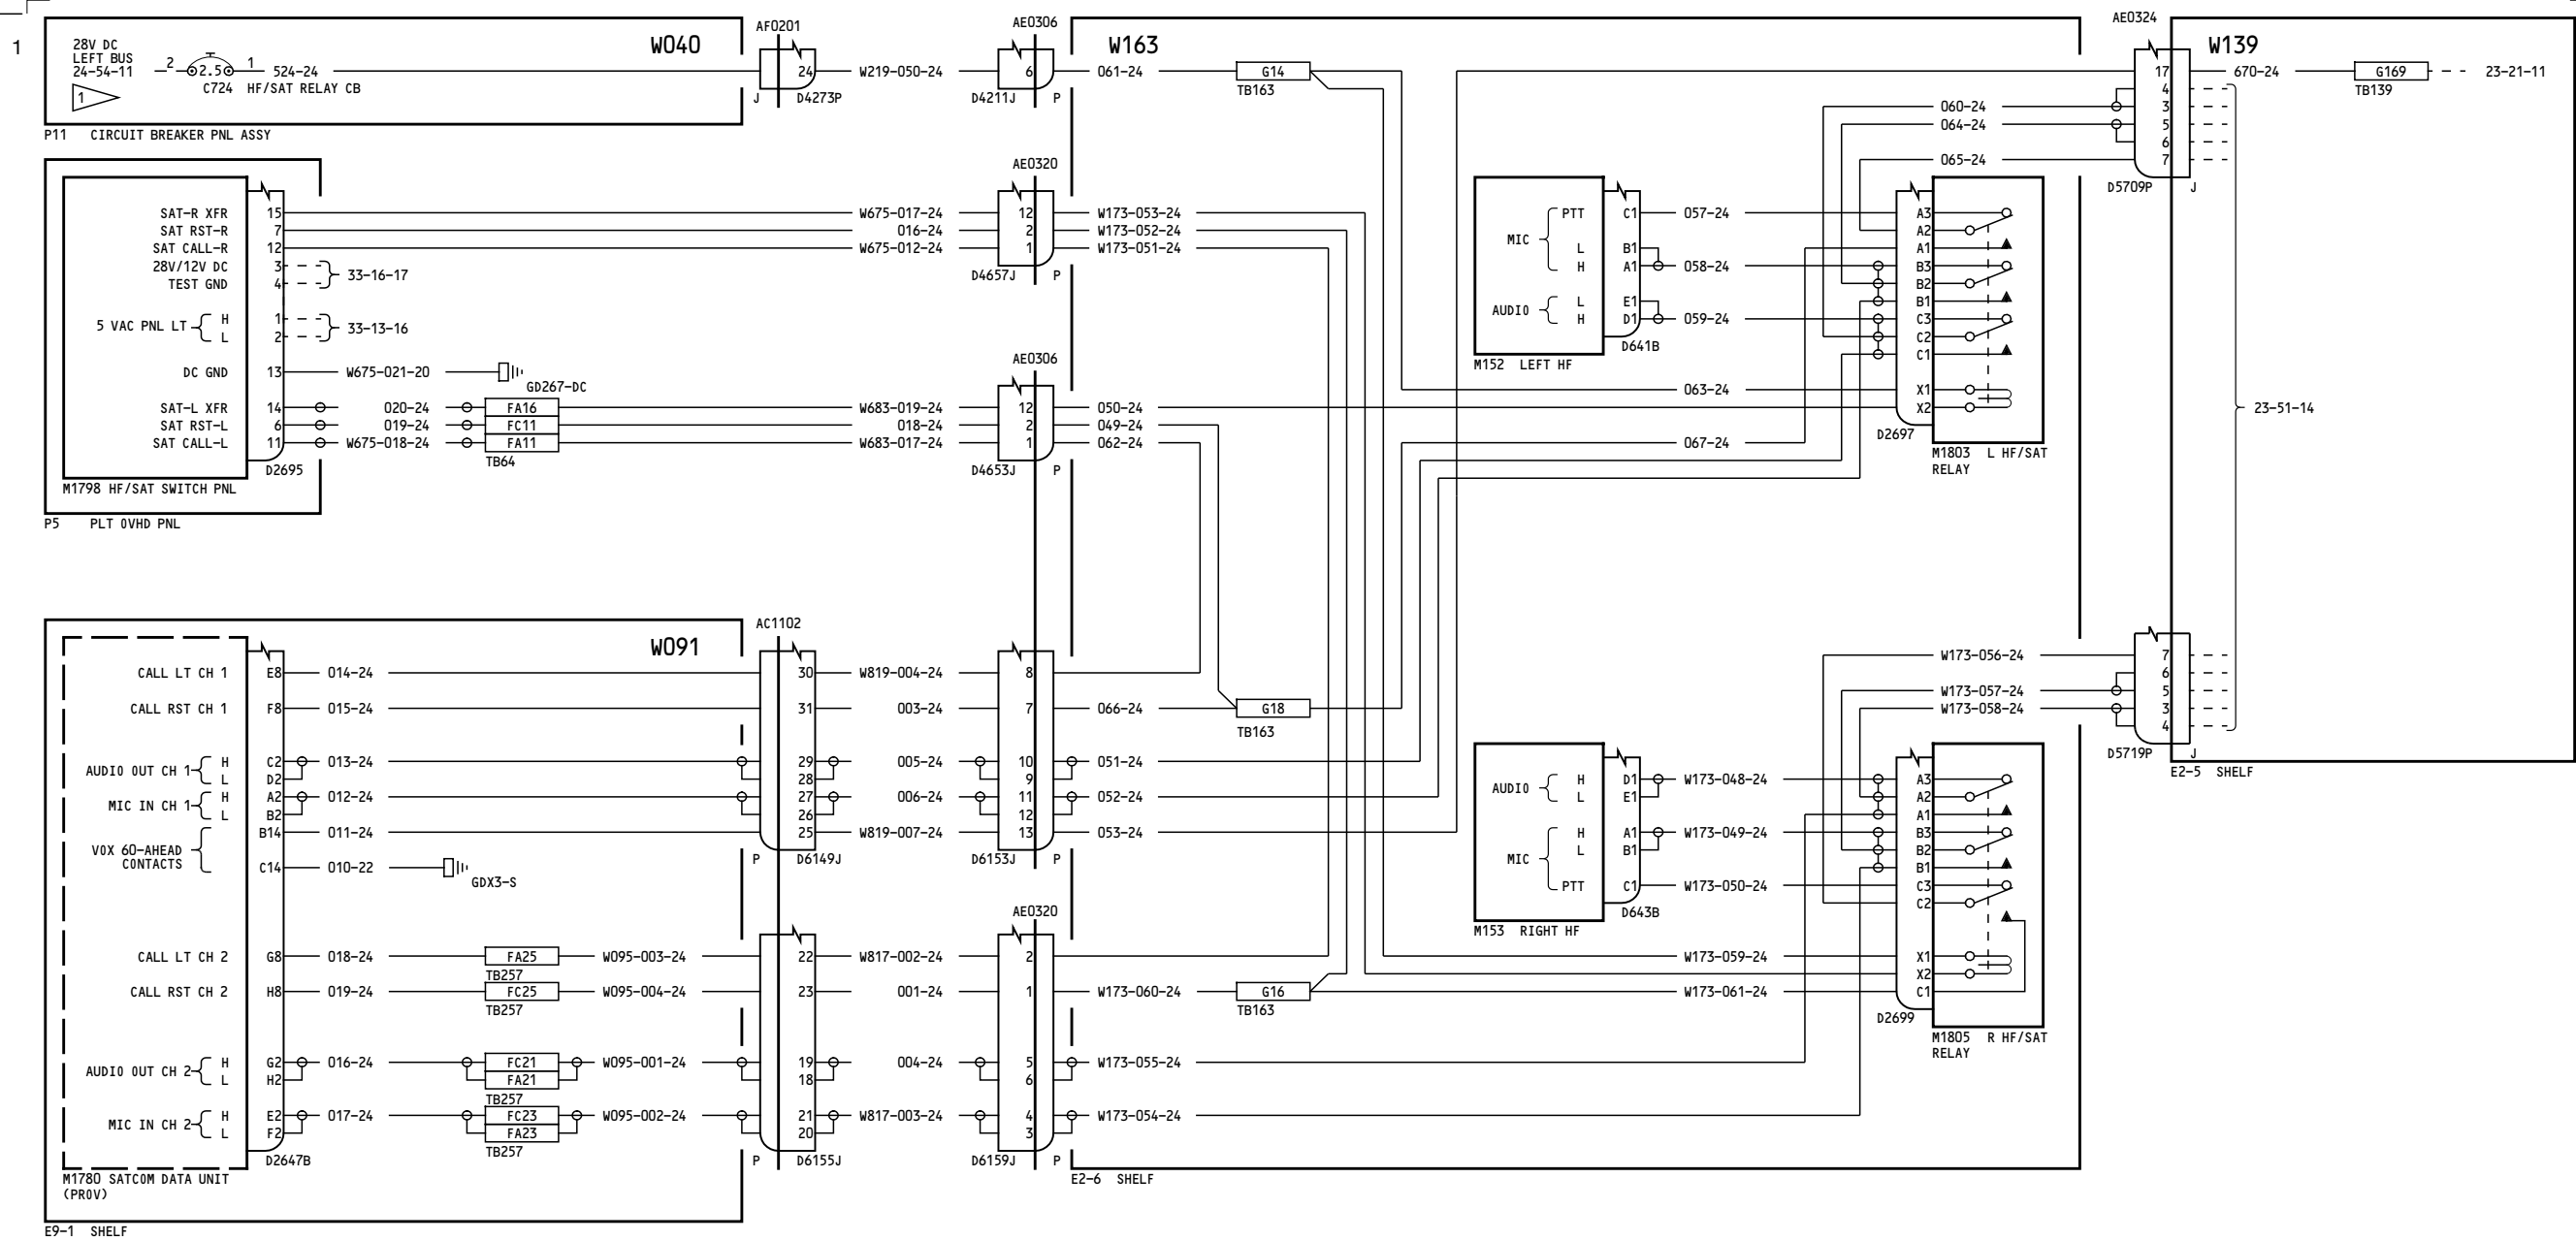 1
28V DC
LEFT BUS
24-54-11
1
2
2.5
1
524-24
C724 HF/SAT RELAY CB
W040
P11 CIRCUIT BREAKER PNL ASSY
AF0201
24
J
D4273P
W219-050-24
AE0306
6
D4211J
P
W163
061-24
G14
TB163
AE0324
W139
17
4
3
5
6
7
D5709P
J
670-24
G169
TB139
23-21-11
060-24
064-24
065-24
SAT-R XFR
SAT RST-R
SAT CALL-R
28V/12V DC
TEST GND
5 VAC PNL LT
H
L
DC GND
SAT-L XFR
SAT RST-L
SAT CALL-L
15
7
12
3
4
1
2
13
14
6
11
D2695
33-16-17
33-13-16
W675-021-20
GD267-DC
020-24
019-24
W675-018-24
FA16
FC11
FA11
TB64
M1798 HF/SAT SWITCH PNL
P5 PLT OVHD PNL
W675-017-24
016-24
W675-012-24
AE0320
12
2
1
D4657J
P
W173-053-24
W173-052-24
W173-051-24
W683-019-24
018-24
W683-017-24
AE0306
12
2
1
D4653J
P
050-24
049-24
062-24
MIC
PTT
L
H
AUDIO
L
H
C1
B1
A1
E1
D1
D641B
M152 LEFT HF
057-24
058-24
059-24
063-24
067-24
A3
A2
A1
B3
B2
B1
C3
C2
C1
X1
X2
D2697
M1803 L HF/SAT
RELAY
23-51-14
W091
CALL LT CH 1
CALL RST CH 1
AUDIO OUT CH 1
H
L
MIC IN CH 1
H
L
VOX 60-AHEAD
CONTACTS
CALL LT CH 2
CALL RST CH 2
AUDIO OUT CH 2
H
L
MIC IN CH 2
H
L
E8
F8
C2
D2
A2
B2
B14
C14
G8
H8
G2
H2
E2
F2
D2647B
M1780 SATCOM DATA UNIT
(PROV)
E9-1 SHELF
014-24
015-24
013-24
012-24
011-24
010-22
GDX3-S
018-24
019-24
016-24
017-24
FA25
TB257
FC25
TB257
FC21
FA21
TB257
FC23
FA23
TB257
W095-003-24
W095-004-24
W095-001-24
W095-002-24
AC1102
30
31
29
28
27
26
25
P
D6149J
22
23
19
18
21
20
P
D6155J
W819-004-24
003-24
005-24
006-24
W819-007-24
W817-002-24
001-24
004-24
W817-003-24
8
7
10
9
11
12
13
D6153J
P
AE0320
2
1
5
6
4
3
D6159J
P
066-24
051-24
052-24
053-24
G18
TB163
W173-060-24
G16
TB163
W173-055-24
W173-054-24
E2-6 SHELF
AUDIO
H
L
MIC
H
L
PTT
D1
E1
A1
B1
C1
D643B
M153 RIGHT HF
W173-048-24
W173-049-24
W173-050-24
W173-059-24
W173-061-24
W173-056-24
W173-057-24
W173-058-24
A3
A2
A1
B3
B2
B1
C3
C2
X1
X2
C1
D2699
M1805 R HF/SAT
RELAY
7
6
5
3
4
D5719P
J
E2-5 SHELF